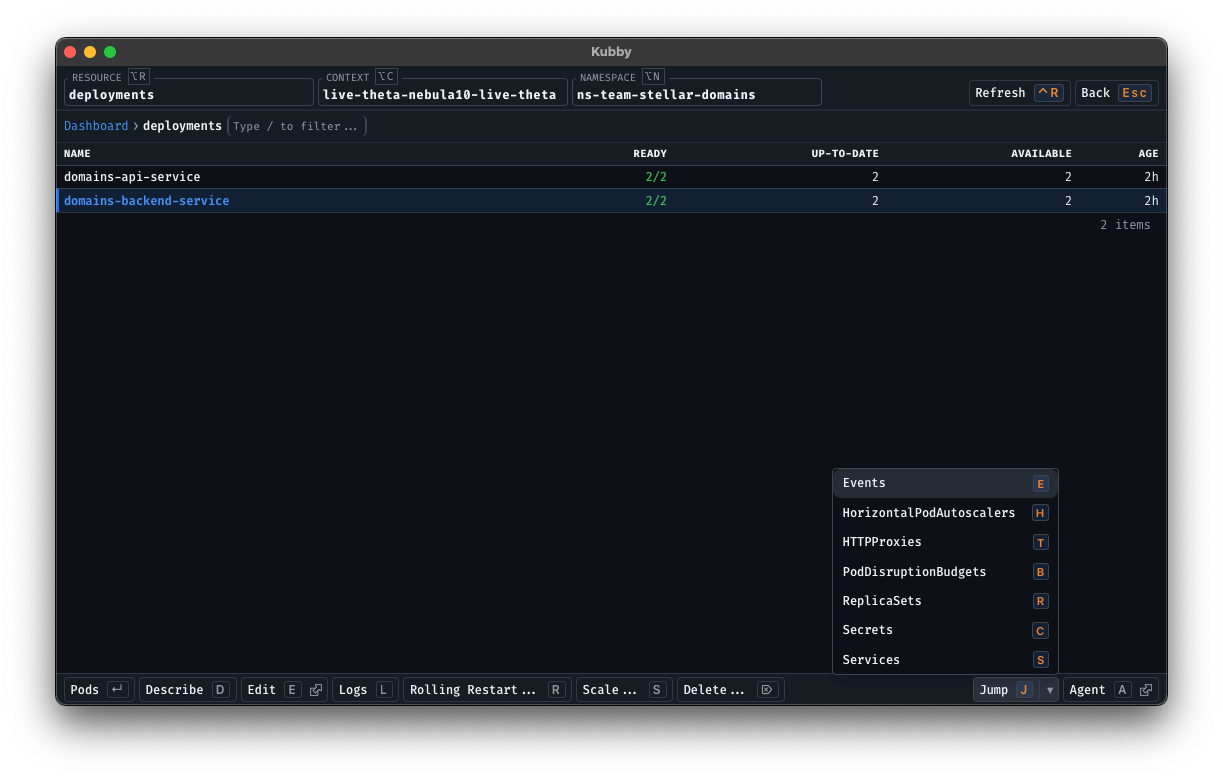 Kubby
RESOURCE ⌥R CONTEXT ⌥C NAMESPACE ⌥N
deployments live-theta-nebula10-live-theta ns-team-stellar-domains Refresh ^R Back Esc
Dashboard › deployments Type / to filter...
NAME READY UP-TO-DATE AVAILABLE AGE
domains-api-service 2/2 2 2 2h
domains-backend-service 2/2 2 2 2h
2 items
Events E
HorizontalPodAutoscalers H
HTTPProxies T
PodDisruptionBudgets B
ReplicaSets R
Secrets C
Services S
Pods ↵ Describe D Edit E Logs L Rolling Restart... R Scale... S Delete... ⌦ Jump J ▼ Agent A